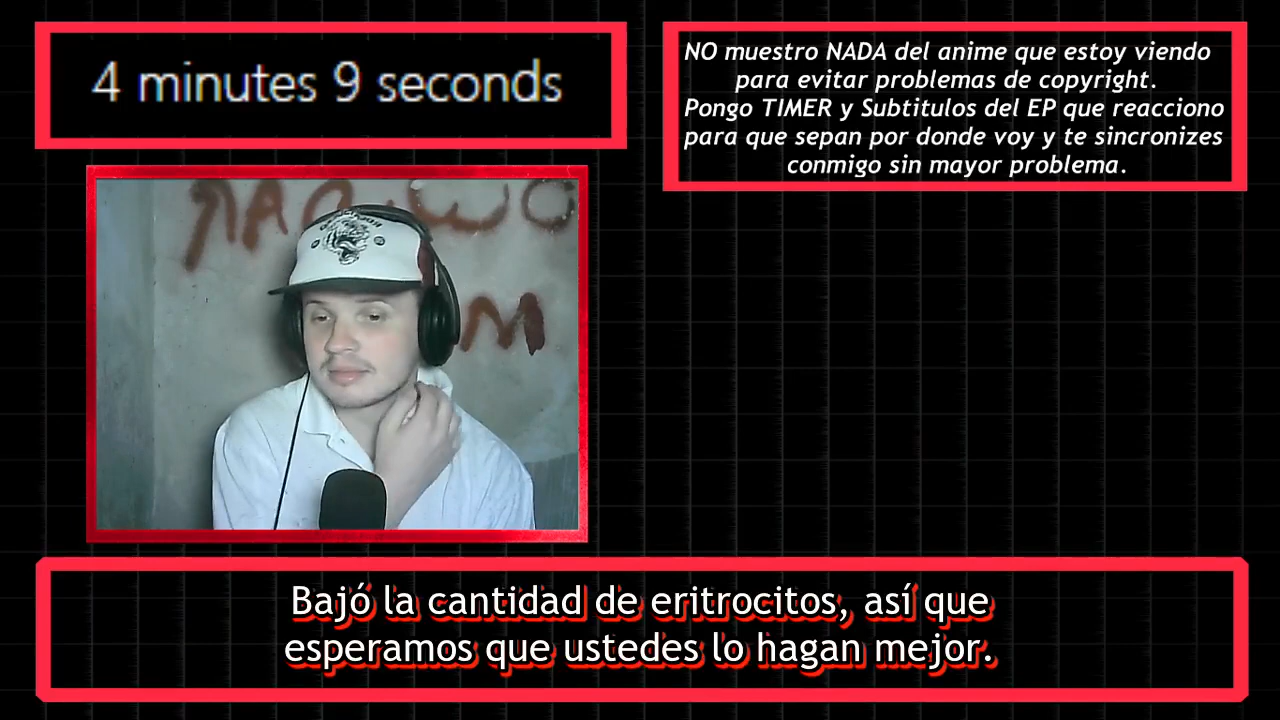 4 minutes 9 seconds
NO muestro NADA del anime que estoy viendo
para evitar problemas de copyright.
Pongo TIMER y Subtitulos del EP que reacciono
para que sepan por donde voy y te sincronizes
conmigo sin mayor problema.
Bajó la cantidad de eritrocitos, así que
esperamos que ustedes lo hagan mejor.